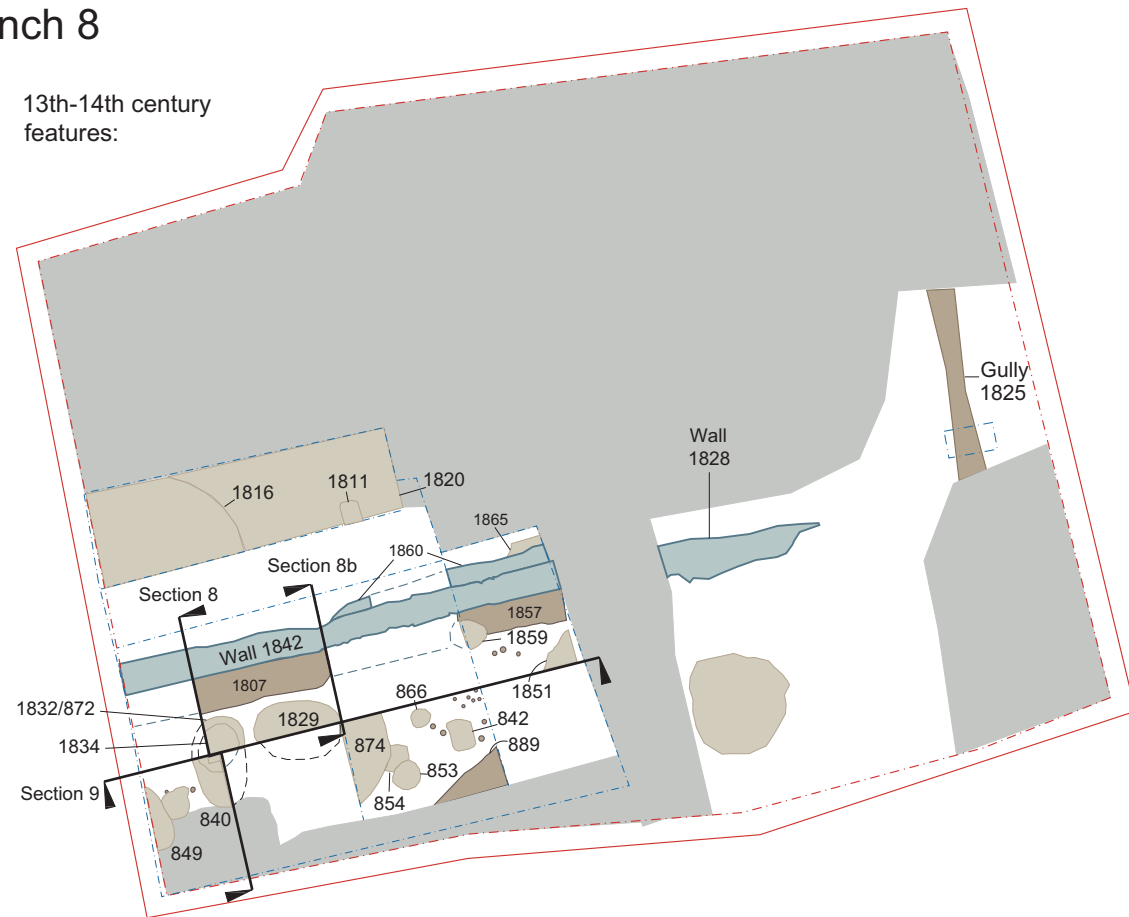 nch 8
13th-14th century
features:
Gully
1825
Wall
1828
1816
1811
1820
1865
1860
Section 8b
Section 8
1857
1859
Wall 1842
1807
1851
1832/872
866
1829
842
1834
874
889
853
Section 9
854
840
849